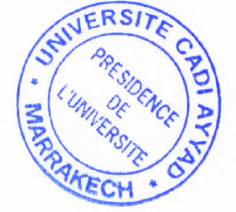 UNIVERSITE CADI AYYAD
* MARRAKECH *
PRESIDENCE
DE
L'UNIVERSITE